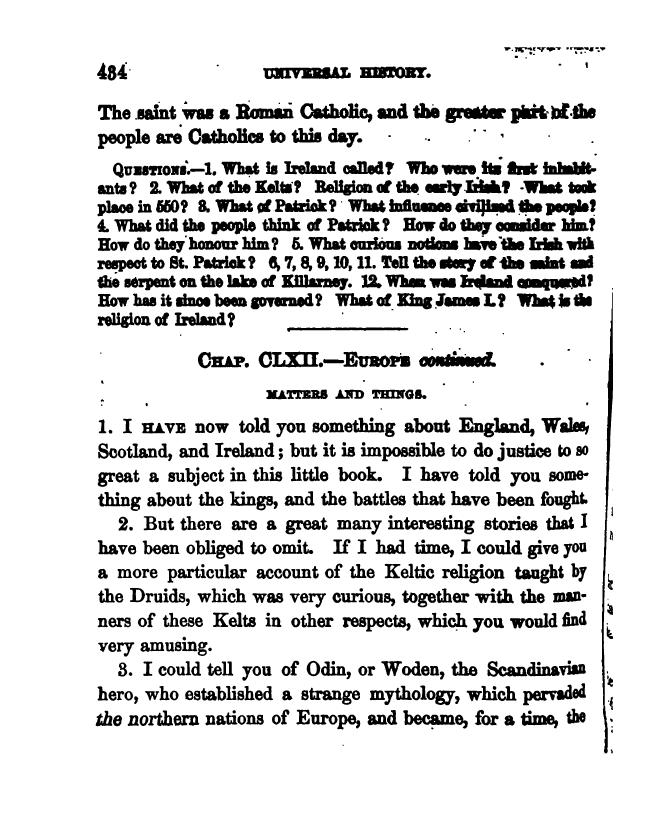 434 UNIVERSAL HISTORY.
The saint was a Roman Catholic, and the greater part of the
people are Catholics to this day.
QUESTIONS.—1. What is Ireland called? Who were its first inhabit-
ants? 2. What of the Kelts? Religion of the early Irish? What took
place in 550? 3. What of Patrick? What influence civilised the people?
4. What did the people think of Patrick? How do they consider him?
How do they honour him? 5. What curious notions have the Irish with
respect to St. Patrick? 6, 7, 8, 9, 10, 11. Tell the story of the saint and
the serpent on the lake of Killarney. 12. When was Ireland conquered?
How has it since been governed? What of King James I.? What is the
religion of Ireland?
CHAP. CLXII.—EUROPE continued.
MATTERS AND THINGS.
1. I HAVE now told you something about England, Wales,
Scotland, and Ireland; but it is impossible to do justice to so
great a subject in this little book. I have told you some-
thing about the kings, and the battles that have been fought.
2. But there are a great many interesting stories that I
have been obliged to omit. If I had time, I could give you
a more particular account of the Keltic religion taught by
the Druids, which was very curious, together with the man-
ners of these Kelts in other respects, which you would find
very amusing.
3. I could tell you of Odin, or Woden, the Scandinavian
hero, who established a strange mythology, which pervaded
the northern nations of Europe, and became, for a time, the